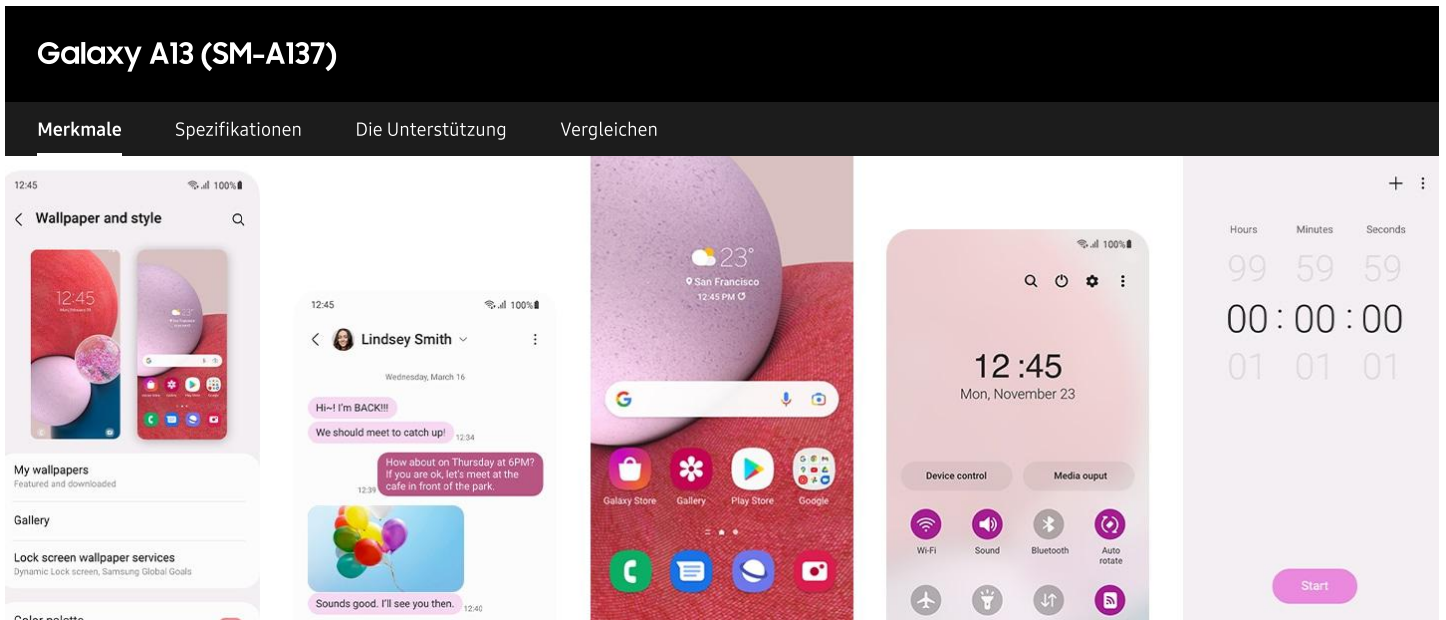 Galaxy A13 (SM-A137)
Merkmale
Spezifikationen
Die Unterstützung
Vergleichen
12:45
100%
Wallpaper and style
12:45
23°
My wallpapers
Featured and downloaded
Gallery
Lock screen wallpaper services
Dynamic Lock screen, Samsung Global Goals
Color palette
12:45
100%
Lindsey Smith
Wednesday, March 16
Hi~! I'm BACK!!!
We should meet to catch up!
12:34
How about on Thursday at 6PM?
If you are ok, let's meet at the
cafe in front of the park.
12:39
Sounds good. I'll see you then.
12:40
23°
San Francisco
12:45 PM
Galaxy Store
Gallery
Play Store
Google
100%
12:45
Mon, November 23
Device control
Media ouput
Wi-Fi
Sound
Bluetooth
Auto
rotate
Hours
Minutes
Seconds
99
59
59
00 : 00 : 00
01
01
01
Start